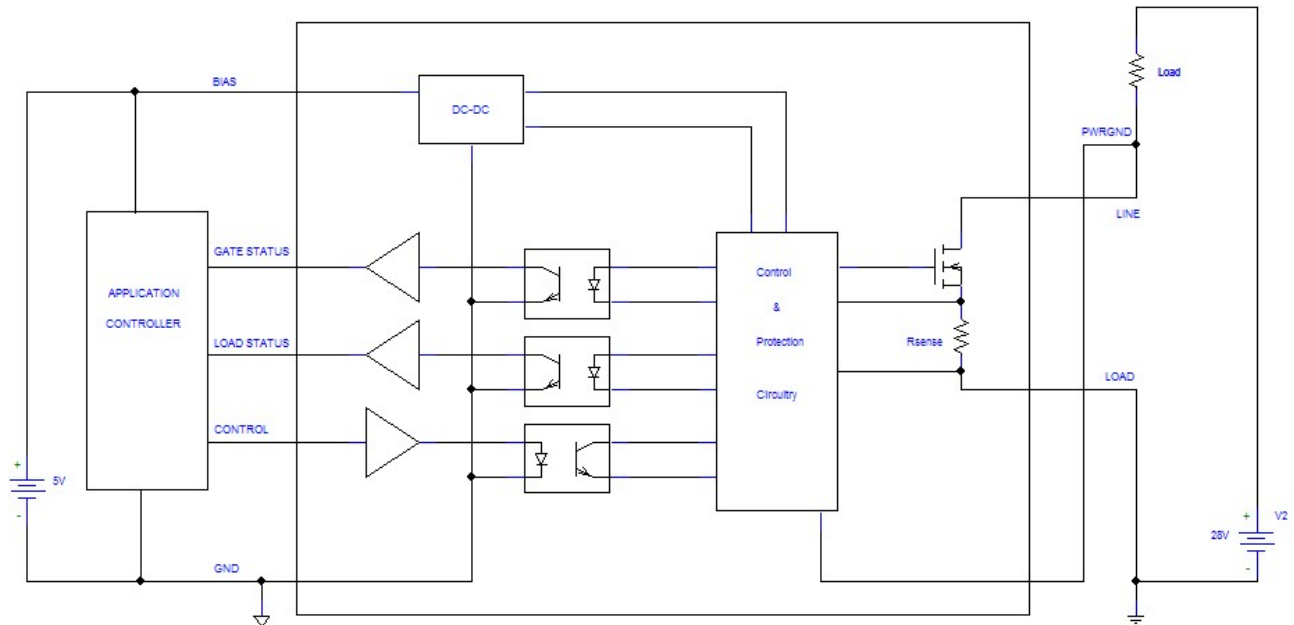 BIAS
DC-DC
Load
PWRGND
LINE
GATE STATUS
APPLICATION
CONTROLLER
Control
&
Protection
Circuitry
LOAD STATUS
Rsense
LOAD
CONTROL
+
5V
-
+
V2
28V
-
GND